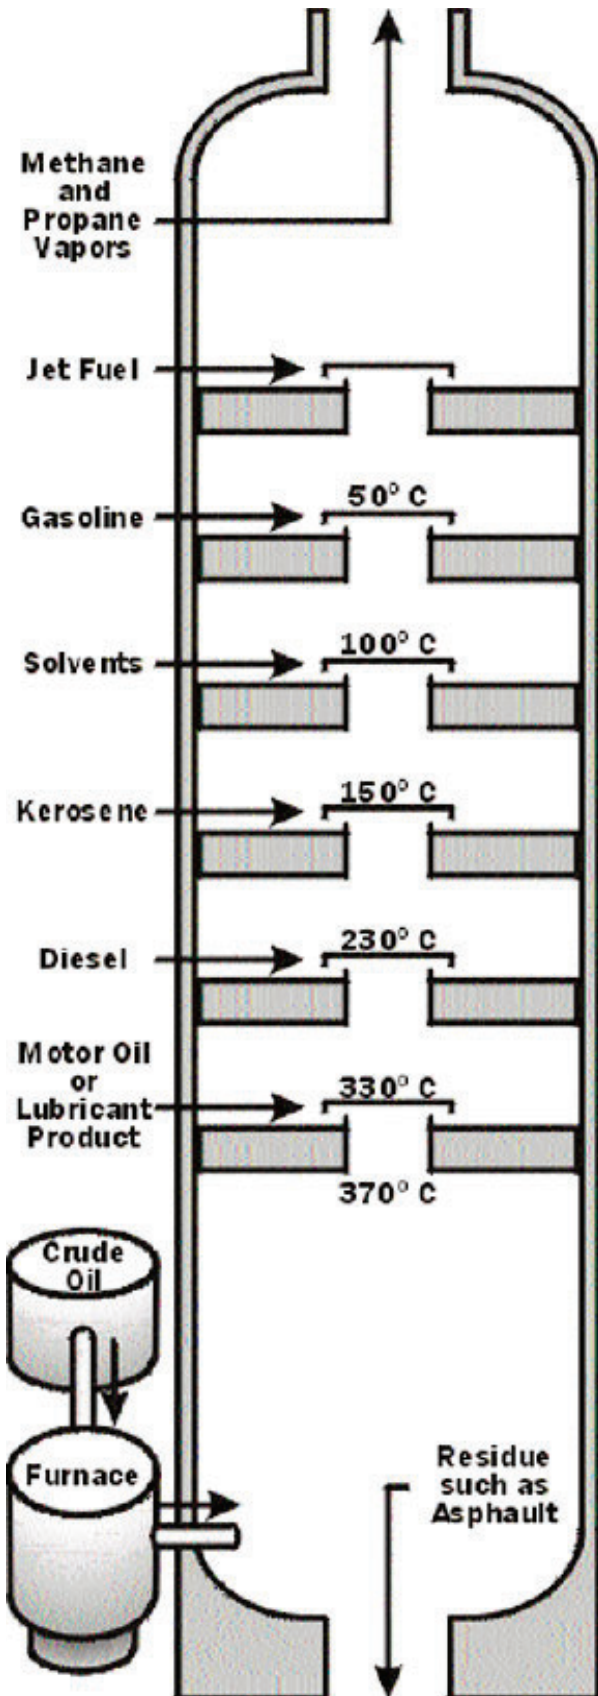 Methane
and
Propane
Vapors
Jet Fuel
50° C
Gasoline
100° C
Solvents
150° C
Kerosene
230° C
Diesel
Motor Oil
or
Lubricant
Product
330° C
370° C
Crude
Oil
Furnace
Residue
such as
Asphault